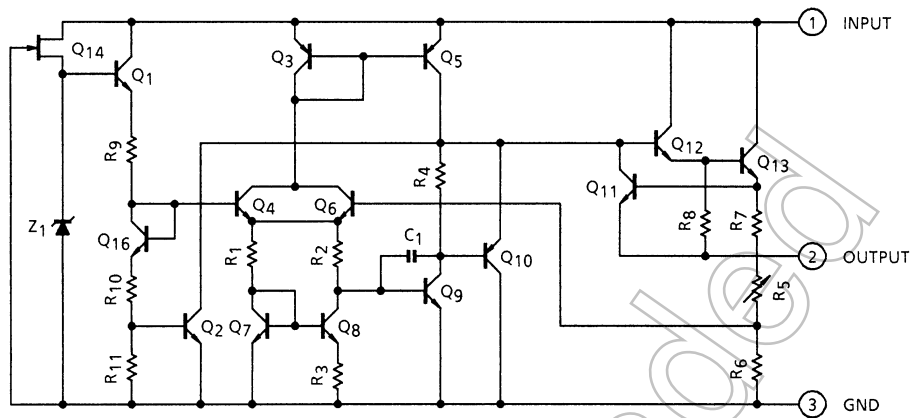 1 INPUT
Q14
Q1
Q3
Q5
R9
Q12
Q13
R4
Q11
Q4
Q6
R8
R7
Z1
Q16
R1
R2
C1
Q10
2 OUTPUT
R10
R5
Q9
Q2
Q7
Q8
R11
R3
R6
3 GND